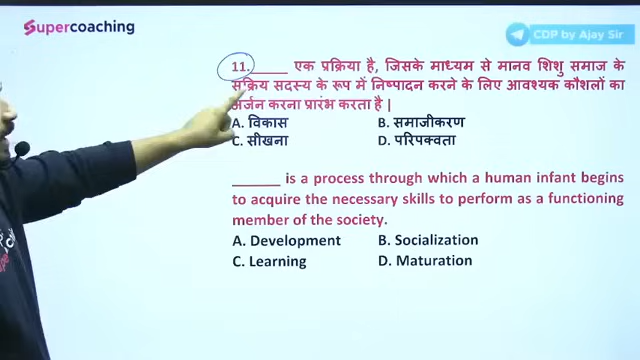 Supercoaching
CDP by Ajay Sir
11.____ एक प्रक्रिया है, जिसके माध्यम से मानव शिशु समाज के
सक्रिय सदस्य के रूप में निष्पादन करने के लिए आवश्यक कौशलों का
अर्जन करना प्रारंभ करता है |
A. विकास B. समाजीकरण
C. सीखना D. परिपक्वता
______ is a process through which a human infant begins
to acquire the necessary skills to perform as a functioning
member of the society.
A. Development B. Socialization
C. Learning D. Maturation